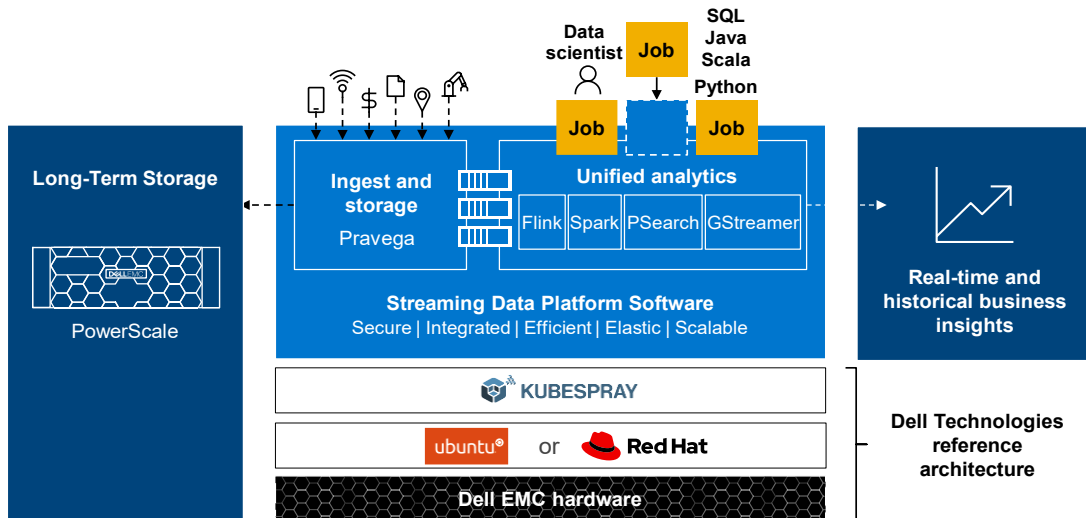 Data
scientist
Job
SQL
Java
Scala
Python
Job
Job
Long-Term Storage
DELLEMC
PowerScale
Ingest and
storage
Pravega
Unified analytics
Flink
Spark
PSearch
GStreamer
Streaming Data Platform Software
Secure | Integrated | Efficient | Elastic | Scalable
Real-time and
historical business
insights
KUBESPRAY
ubuntu
or
Red Hat
Dell EMC hardware
Dell Technologies
reference
architecture